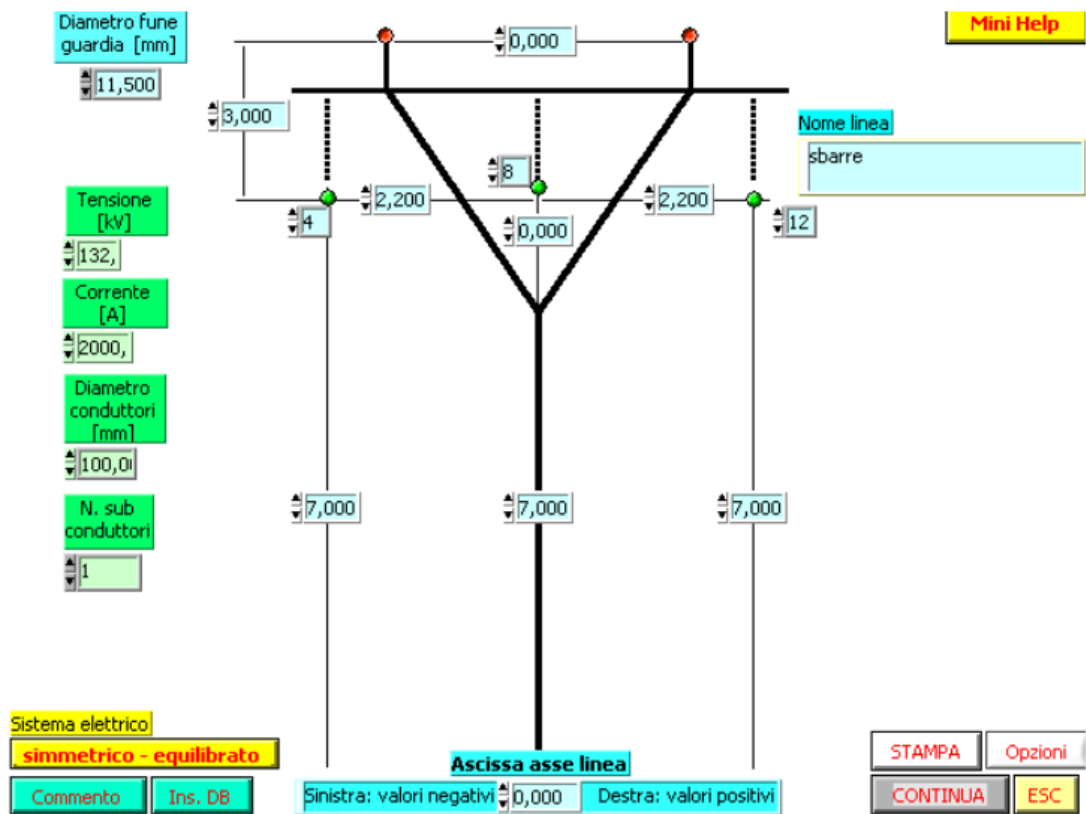 Diametro fune
guardia [mm]
11,500
0,000
Mini Help
3,000
Nome linea
sbarre
8
Tensione
[kV]
132,
4
2,200
0,000
2,200
12
Corrente
[A]
2000,
Diametro
conduttori
[mm]
100,0
N. sub
conduttori
1
7,000
7,000
7,000
Sistema elettrico
simmetrico - equilibrato
Commento
Ins. DB
Ascissa asse linea
Sinistra: valori negativi
0,000
Destra: valori positivi
STAMPA
Opzioni
CONTINUA
ESC